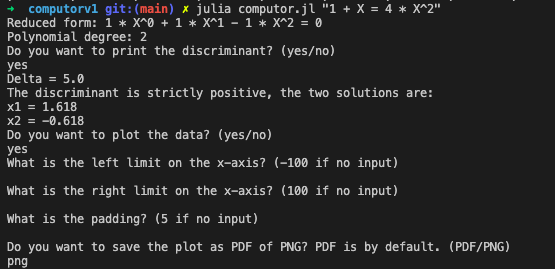 → computorv1 git:(main) ✗ julia computor.jl "1 + X = 4 * X^2"
Reduced form: 1 * X^0 + 1 * X^1 - 1 * X^2 = 0
Polynomial degree: 2
Do you want to print the discriminant? (yes/no)
yes
Delta = 5.0
The discriminant is strictly positive, the two solutions are:
x1 = 1.618
x2 = -0.618
Do you want to plot the data? (yes/no)
yes
What is the left limit on the x-axis? (-100 if no input)
What is the right limit on the x-axis? (100 if no input)
What is the padding? (5 if no input)
Do you want to save the plot as PDF of PNG? PDF is by default. (PDF/PNG)
png